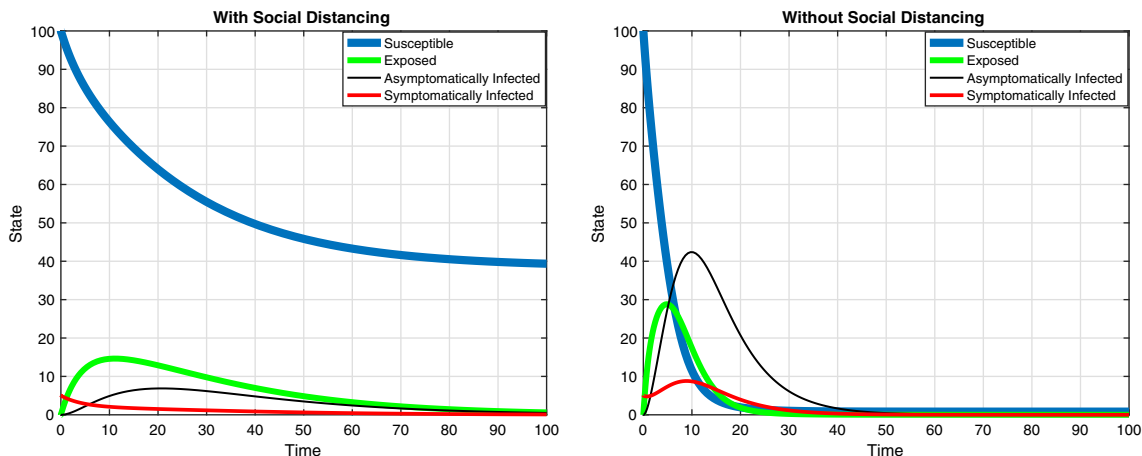 With Social Distancing
100
90
80
70
60
50
40
30
20
10
0
State
Susceptible
Exposed
Asymptomatically Infected
Symptomatically Infected
0 10 20 30 40 50 60 70 80 90 100
Time
Without Social Distancing
100
90
80
70
60
50
40
30
20
10
0
State
Susceptible
Exposed
Asymptomatically Infected
Symptomatically Infected
0 10 20 30 40 50 60 70 80 90 100
Time